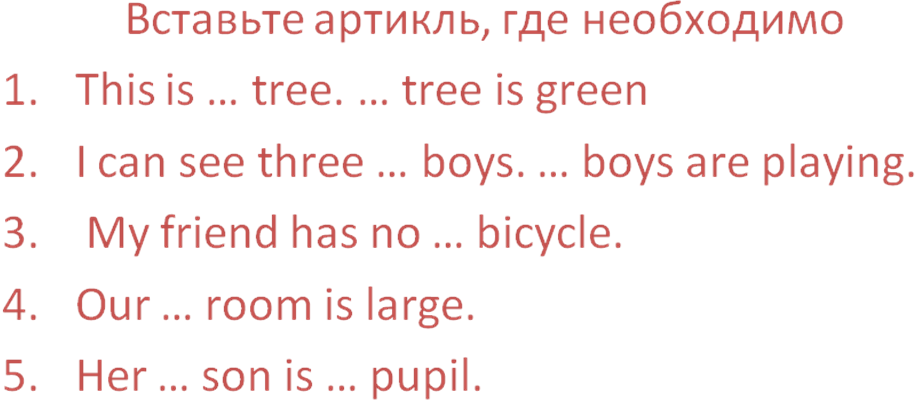 Вставьте артикль, где необходимо
1. This is … tree. … tree is green
2. I can see three … boys. … boys are playing.
3. My friend has no … bicycle.
4. Our … room is large.
5. Her … son is … pupil.